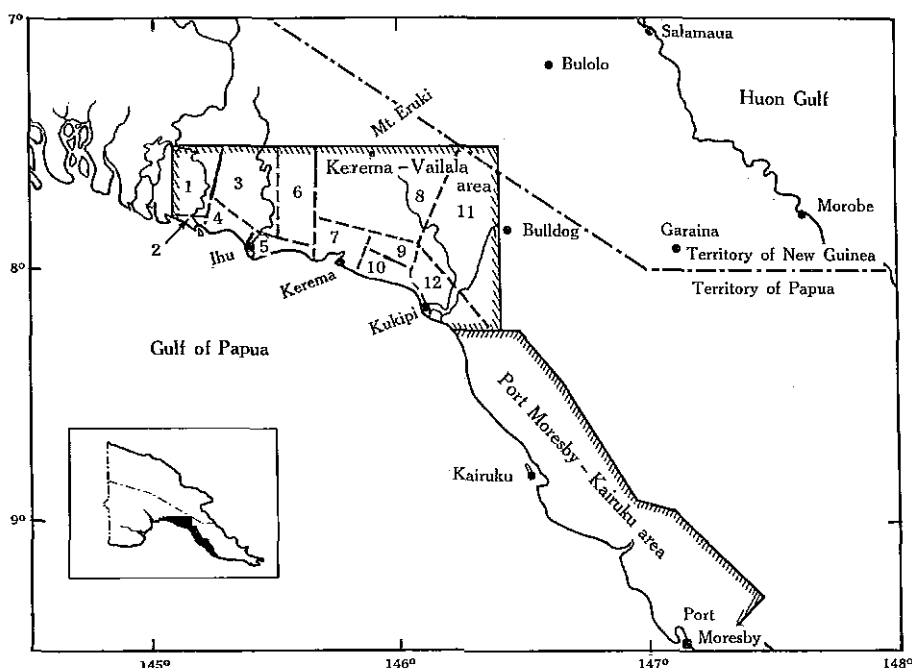 7°
Salamaua
Bulolo
Huon Gulf
Mt Eruki
Kerema - Vailala
area
1
3
6
8
11
4
2
5
7
9
10
12
Ihu
Kerema
Kukipi
Bulldog
Morobe
Garaina
Territory of New Guinea
Territory of Papua
8°
Gulf of Papua
Port Moresby - Kairuku area
Kairuku
9°
Port
Moresby
145°
146°
147°
148°